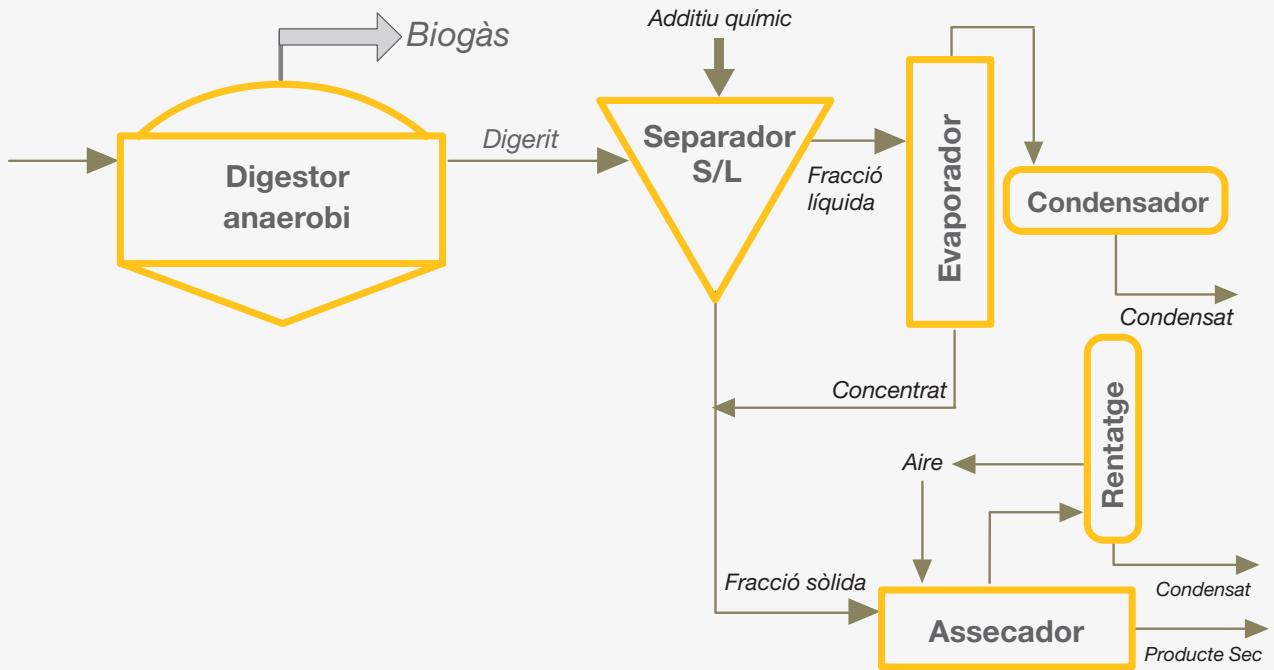 Additiu químic
Biogàs
Digerit
Separador
S/L
Digestor
anaerobi
Fracció
líquida
Evaporador
Condensador
Condensat
Concentrat
Rentatge
Aire
Fracció sòlida
Condensat
Assecador
Producte Sec